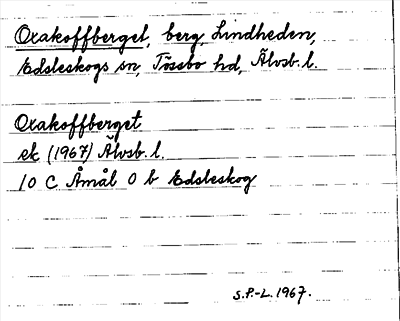 Oxakoffberget, berg, Lindheden,
Edsleskogs sn, Tössbo hd, Älvsb. l.
Oxakoffberget
ek (1967) Älvsb. l.
10 C Åmål 0 b Edsleskog
S.P.-L. 1967.